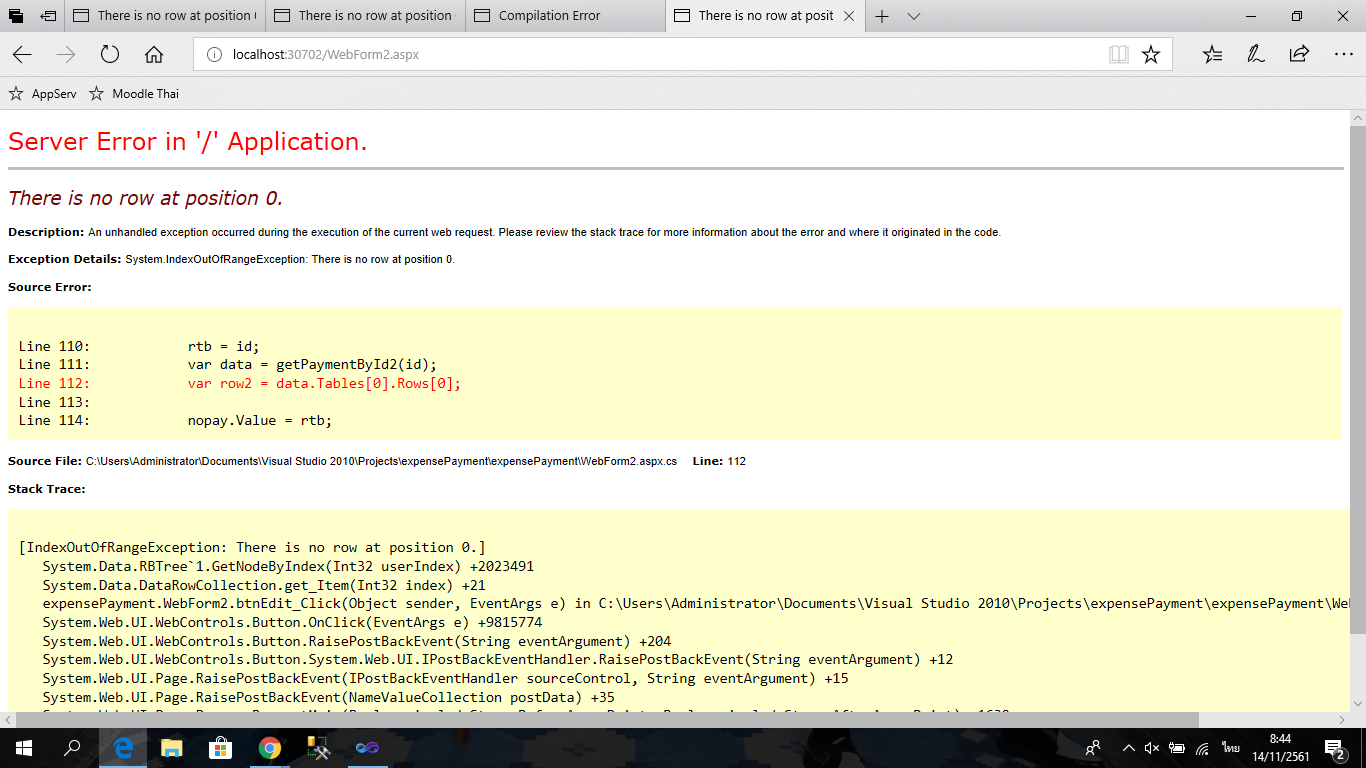 There is no row at position
There is no row at position
Compilation Error
There is no row at posit
localhost:30702/WebForm2.aspx
AppServ
Moodle Thai
Server Error in '/' Application.
There is no row at position 0.
Description: An unhandled exception occurred during the execution of the current web request. Please review the stack trace for more information about the error and where it originated in the code.
Exception Details: System.IndexOutOfRangeException: There is no row at position 0.
Source Error:
Line 110:            rtb = id;
Line 111:            var data = getPaymentById2(id);
Line 112:            var row2 = data.Tables[0].Rows[0];
Line 113:
Line 114:            nopay.Value = rtb;
Source File: C:\Users\Administrator\Documents\Visual Studio 2010\Projects\expensePayment\expensePayment\WebForm2.aspx.cs    Line: 112
Stack Trace:
[IndexOutOfRangeException: There is no row at position 0.]
System.Data.RBTree`1.GetNodeByIndex(Int32 userIndex) +2023491
System.Data.DataRowCollection.get_Item(Int32 index) +21
expensePayment.WebForm2.btnEdit_Click(Object sender, EventArgs e) in C:\Users\Administrator\Documents\Visual Studio 2010\Projects\expensePayment\expensePayment\We
System.Web.UI.WebControls.Button.OnClick(EventArgs e) +9815774
System.Web.UI.WebControls.Button.RaisePostBackEvent(String eventArgument) +204
System.Web.UI.WebControls.Button.System.Web.UI.IPostBackEventHandler.RaisePostBackEvent(String eventArgument) +12
System.Web.UI.Page.RaisePostBackEvent(IPostBackEventHandler sourceControl, String eventArgument) +15
System.Web.UI.Page.RaisePostBackEvent(NameValueCollection postData) +35
ไทย
8:44
14/11/2561
2